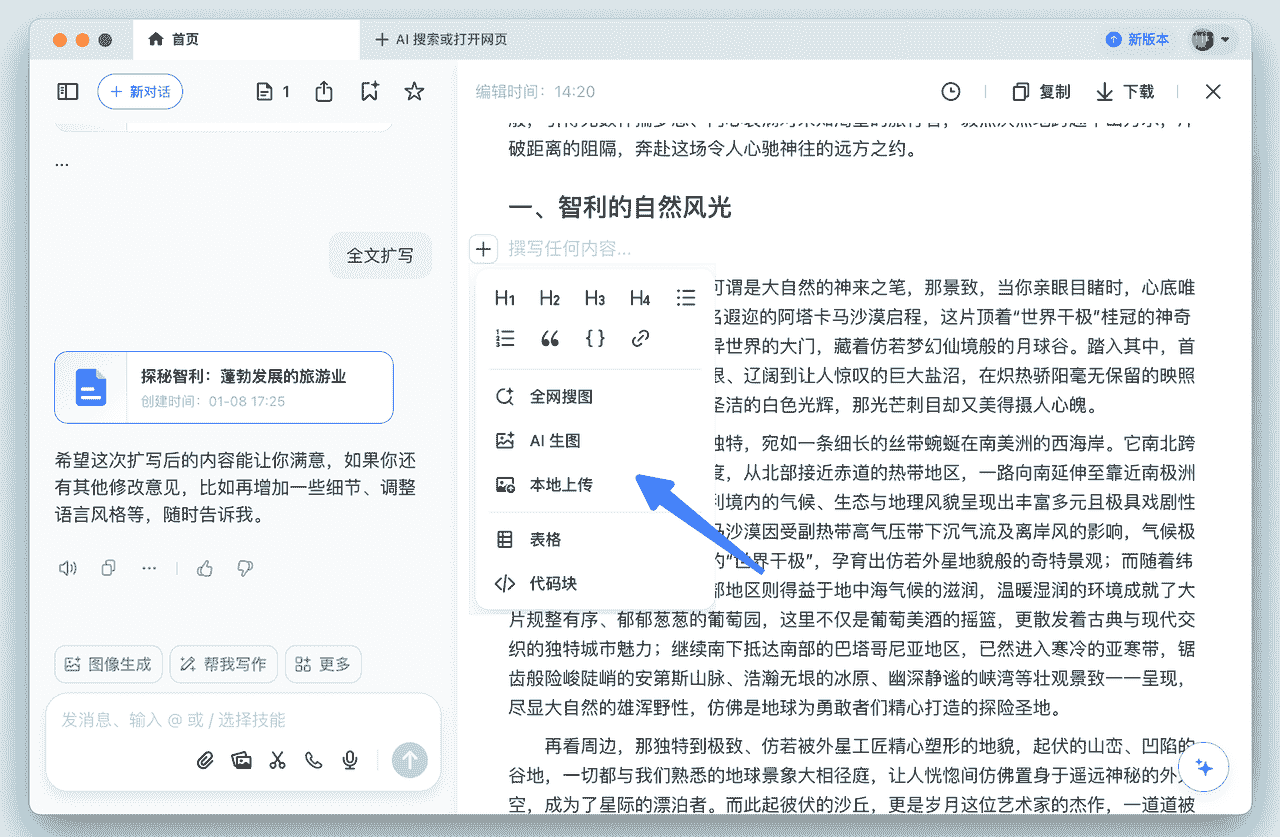 首页
AI 搜索或打开网页
新版本
新对话
1
编辑时间：14:20
复制
下载
...
破距离的阻隔，奔赴这场令人心驰神往的远方之约。
一、智利的自然风光
全文扩写
撰写任何内容...
H1 H2 H3 H4
全网搜图
AI 生图
本地上传
表格
代码块
可谓是大自然的神来之笔，那景致，当你亲眼目睹时，心底唯
名遐迩的阿塔卡马沙漠启程，这片顶着“世界干极”桂冠的神奇
异世界的大门，藏着仿若梦幻仙境般的月球谷。踏入其中，首
、辽阔到让人惊叹的巨大盐沼，在炽热骄阳毫无保留的映照
圣洁的白色光辉，那光芒刺目却又美得摄人心魄。
独特，宛如一条细长的丝带蜿蜒在南美洲的西海岸。它南北跨
度，从北部接近赤道的热带地区，一路向南延伸至靠近南极洲
利境内的气候、生态与地理风貌呈现出丰富多元且极具戏剧性
马沙漠因受副热带高气压带下沉气流及离岸风的影响，气候极
的“世界干极”，孕育出仿若外星地貌般的奇特景观；而随着纬
部地区则得益于地中海气候的滋润，温暖湿润的环境成就了大
片规整有序、郁郁葱葱的葡萄园，这里不仅是葡萄美酒的摇篮，更散发着古典与现代交
织的独特城市魅力；继续南下抵达南部的巴塔哥尼亚地区，已然进入寒冷的亚寒带，锯
齿般险峻陡峭的安第斯山脉、浩瀚无垠的冰原、幽深静谧的峡湾等壮观景致一一呈现，
尽显大自然的雄浑野性，仿佛是地球为勇敢者们精心打造的探险圣地。
再看周边，那独特到极致、仿若被外星工匠精心塑形的地貌，起伏的山峦、凹陷的
谷地，一切都与我们熟悉的地球景象大相径庭，让人恍惚间仿佛置身于遥远神秘的外
空，成为了星际的漂泊者。而此起彼伏的沙丘，更是岁月这位艺术家的杰作，一道道被
探秘智利：蓬勃发展的旅游业
创建时间：01-08 17:25
希望这次扩写后的内容能让你满意，如果你还
有其他修改意见，比如再增加一些细节、调整
语言风格等，随时告诉我。
图像生成
帮我写作
更多
发消息、输入 @ 或 / 选择技能